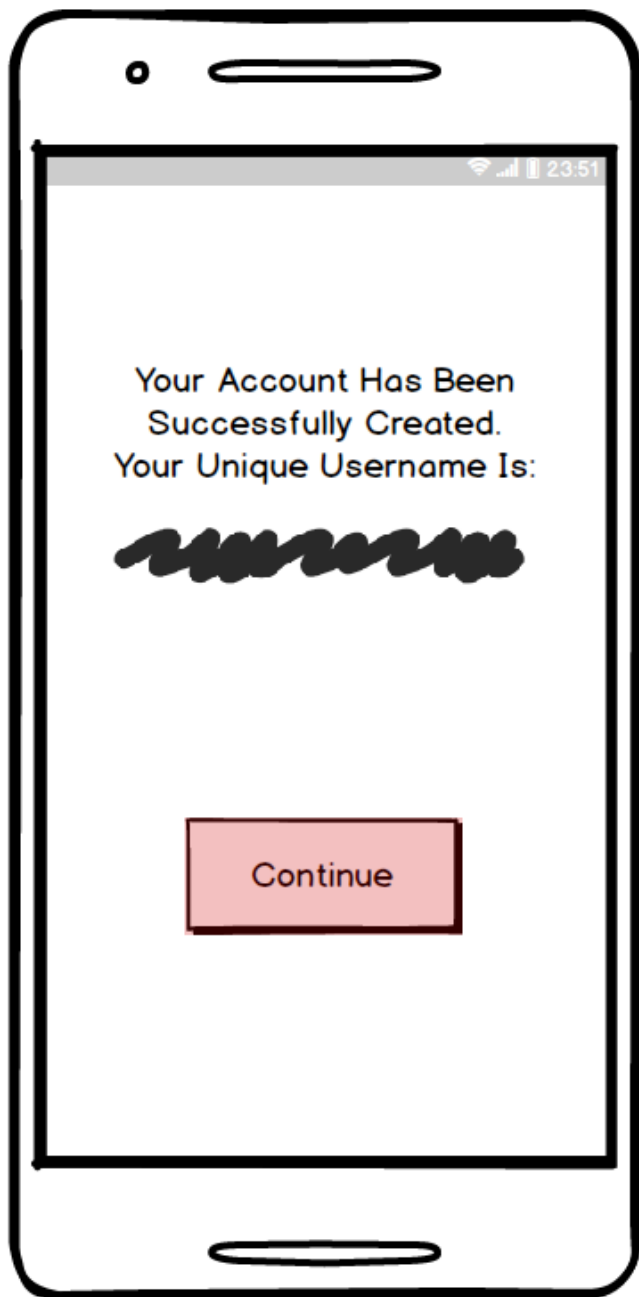 23:51
Your Account Has Been
Successfully Created.
Your Unique Username Is:
Continue